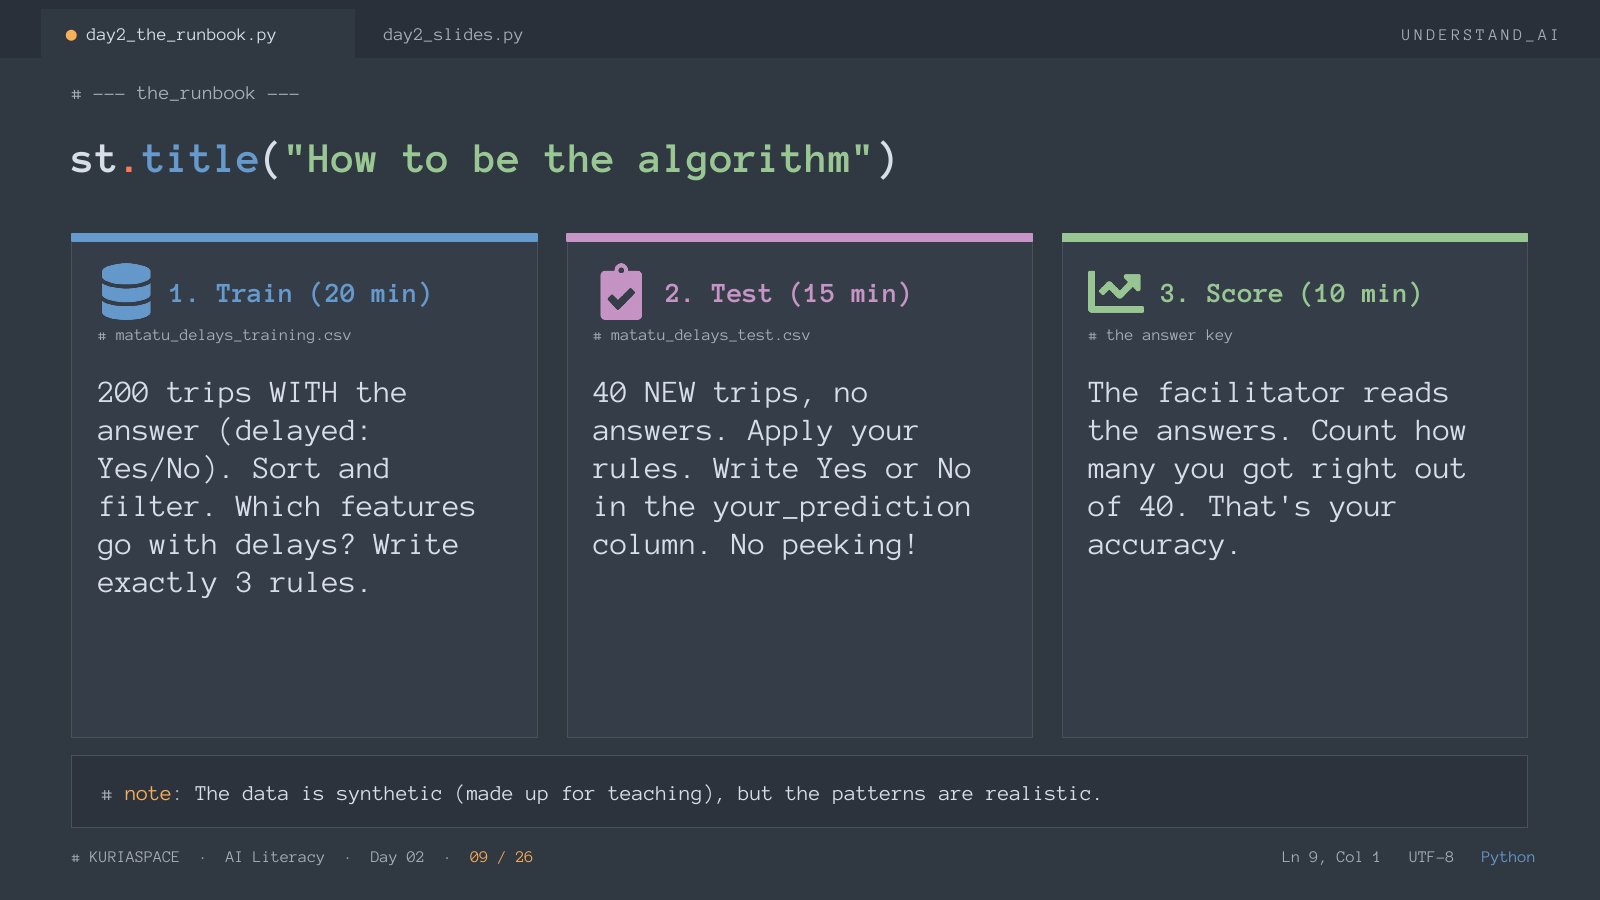 day2_the_runbook.py
day2_slides.py
UNDERSTAND_AI
# --- the_runbook ---
st.title("How to be the algorithm")
1. Train (20 min)
# matatu_delays_training.csv
200 trips WITH the
answer (delayed:
Yes/No). Sort and
filter. Which features
go with delays? Write
exactly 3 rules.
2. Test (15 min)
# matatu_delays_test.csv
40 NEW trips, no
answers. Apply your
rules. Write Yes or No
in the your_prediction
column. No peeking!
3. Score (10 min)
# the answer key
The facilitator reads
the answers. Count how
many you got right out
of 40. That's your
accuracy.
# note: The data is synthetic (made up for teaching), but the patterns are realistic.
# KURIASPACE · AI Literacy · Day 02 · 09 / 26
Ln 9, Col 1 UTF-8 Python